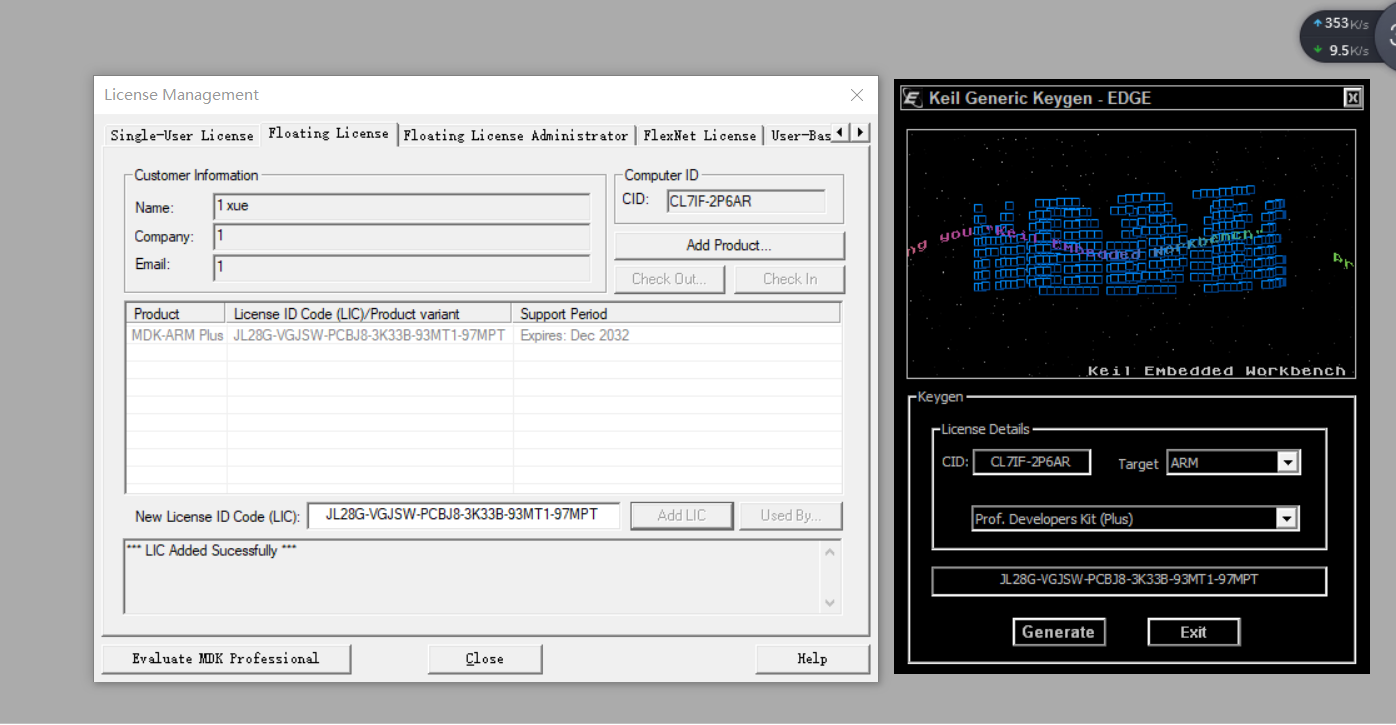 353K/s
9.5K/s
License Management
Single-User License Floating License Floating License Administrator FlexNet License User-Bas
Customer Information
Name: 1 xue
Company: 1
Email: 1
Computer ID
CID: CL7IF-2P6AR
Add Product...
Check Out... Check In
Product License ID Code (LIC)/Product variant Support Period
MDK-ARM Plus JL28G-VGJSW-PCBJ8-3K33B-93MT1-97MPT Expires: Dec 2032
New License ID Code (LIC): JL28G-VGJSW-PCBJ8-3K33B-93MT1-97MPT Add LIC Used By...
*** LIC Added Sucessfully ***
Evaluate MDK Professional Close Help
Keil Generic Keygen - EDGE
ng you "Keil Embedded Workbench"
Keil Embedded Workbench
Keygen
License Details
CID: CL7IF-2P6AR Target ARM
Prof. Developers Kit (Plus)
JL28G-VGJSW-PCBJ8-3K33B-93MT1-97MPT
Generate Exit